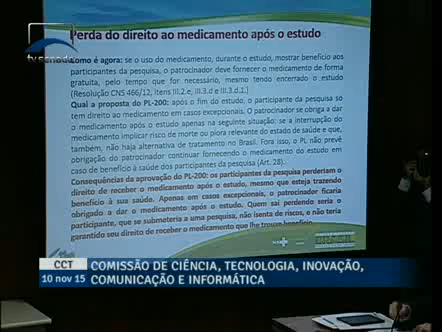 Perda do direito ao medicamento após o estudo
tv senado
Como é agora: se o uso do medicamento, durante o estudo, mostrar benefício aos
participantes da pesquisa, o patrocinador deve fornecer o medicamento de forma
gratuita, pelo tempo que for necessário, mesmo tendo encerrado o estudo
(Resolução CNS 466/12, itens III.2.e, III.3.d e III.3.d.1.)
Qual a proposta do PL-200: após o fim do estudo, o participante da pesquisa só
tem direito ao medicamento em casos excepcionais. O patrocinador se obriga a dar
o medicamento após o estudo apenas na seguinte situação: se a interrupção do
medicamento implicar risco de morte ou piora relevante do estado de saúde e que,
também, não haja alternativa de tratamento no Brasil. Fora isso, o PL não prevê
obrigação do patrocinador continuar fornecendo o medicamento do estudo em
caso de benefício à saúde dos participantes da pesquisa (Art. 28).
Consequências da aprovação do PL-200: os participantes da pesquisa perderiam o
direito de receber o medicamento após o estudo, mesmo que esteja trazendo
benefício à sua saúde. Apenas em casos excepcionais, o patrocinador ficaria
obrigado a dar o medicamento após o estudo. Quem sai perdendo seria o
participante, que se submeteria a uma pesquisa, não isenta de riscos, e não teria
garantido seu direito de receber o medicamento que lhe trouxe benefício
CCT
COMISSÃO DE CIÊNCIA, TECNOLOGIA, INOVAÇÃO,
10 nov 15
COMUNICAÇÃO E INFORMÁTICA